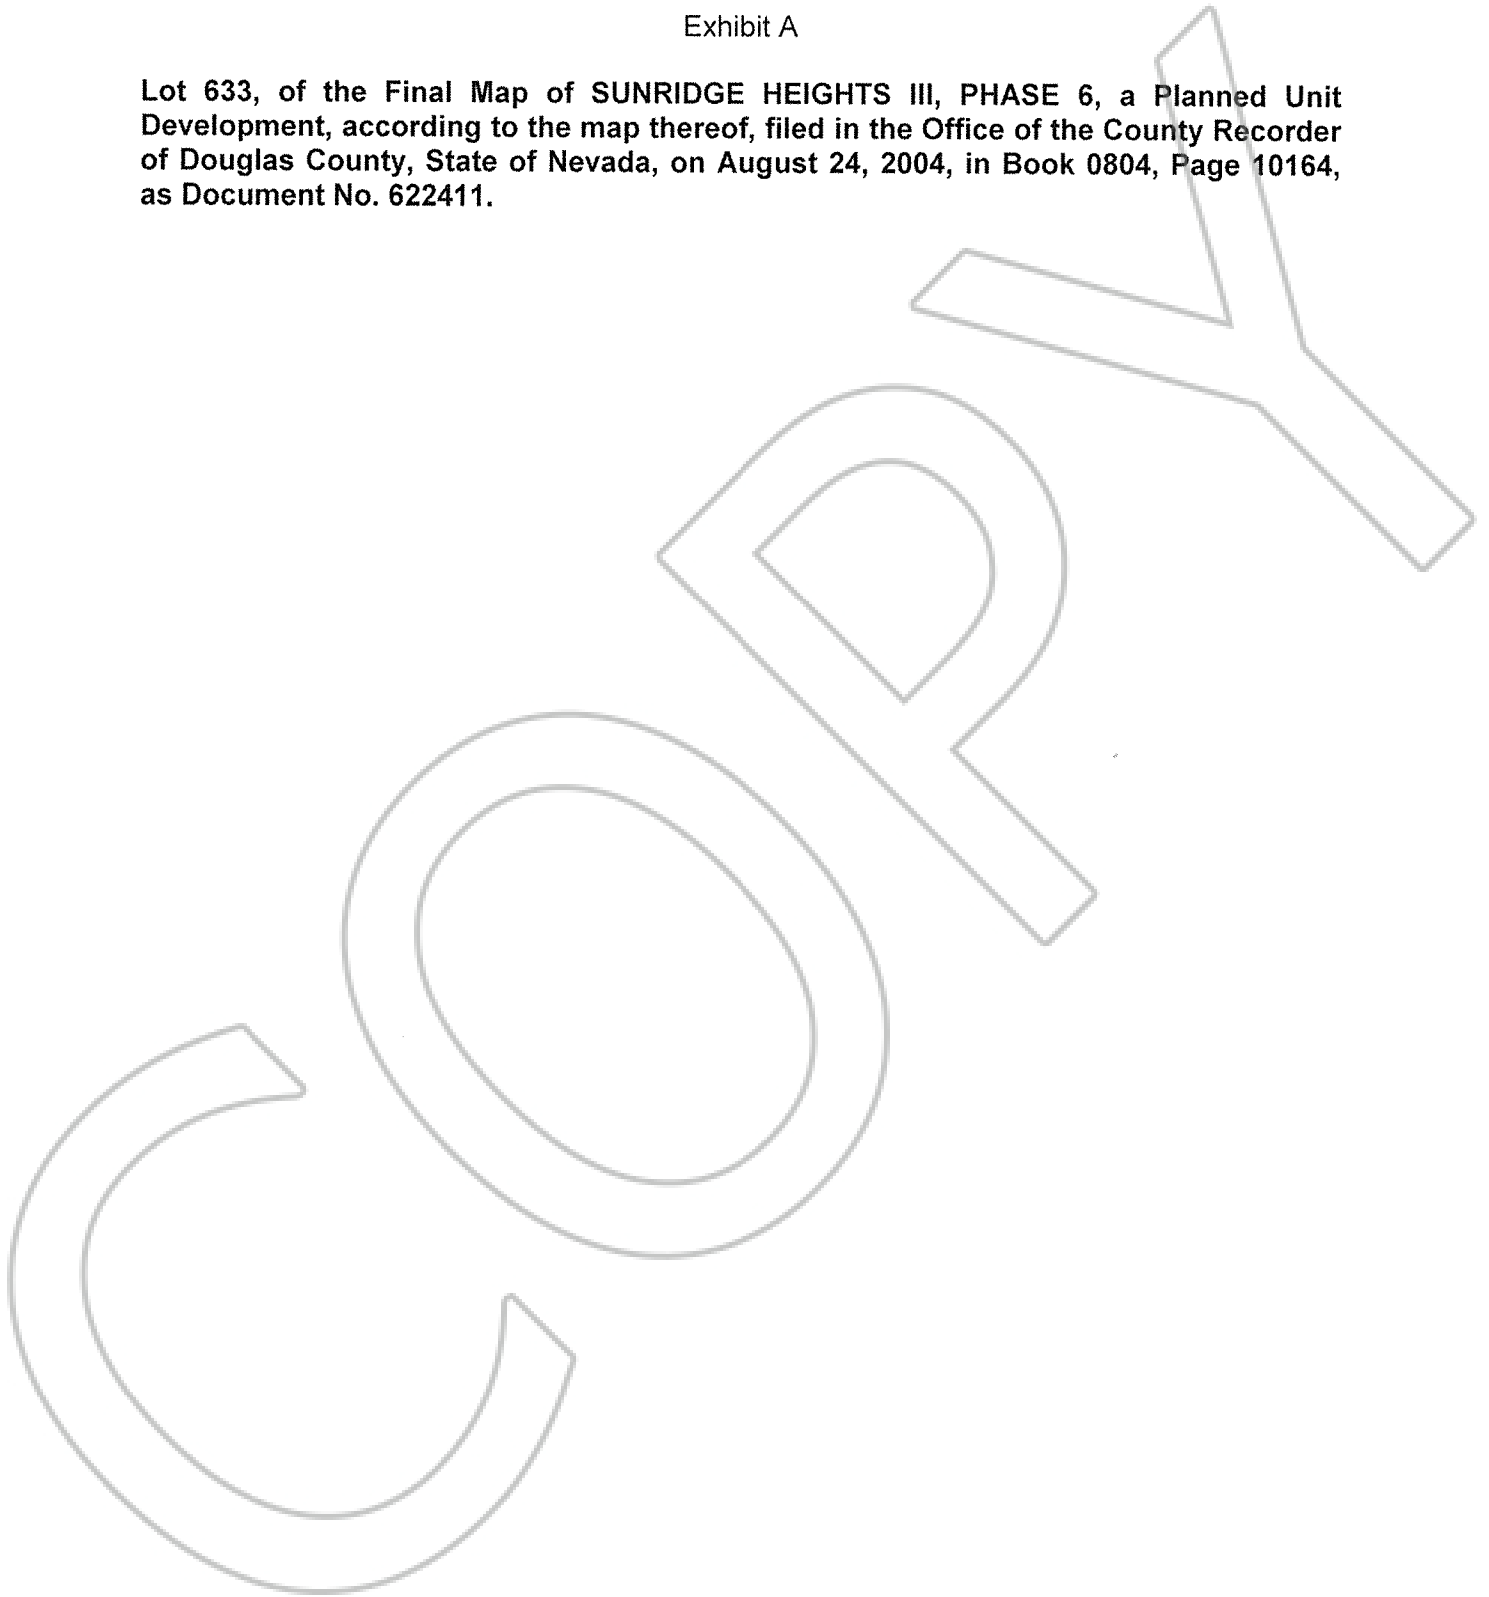 Exhibit A
Lot 633, of the Final Map of SUNRIDGE HEIGHTS III, PHASE 6, a Planned Unit
Development, according to the map thereof, filed in the Office of the County Recorder
of Douglas County, State of Nevada, on August 24, 2004, in Book 0804, Page 10164,
as Document No. 622411.
COPY